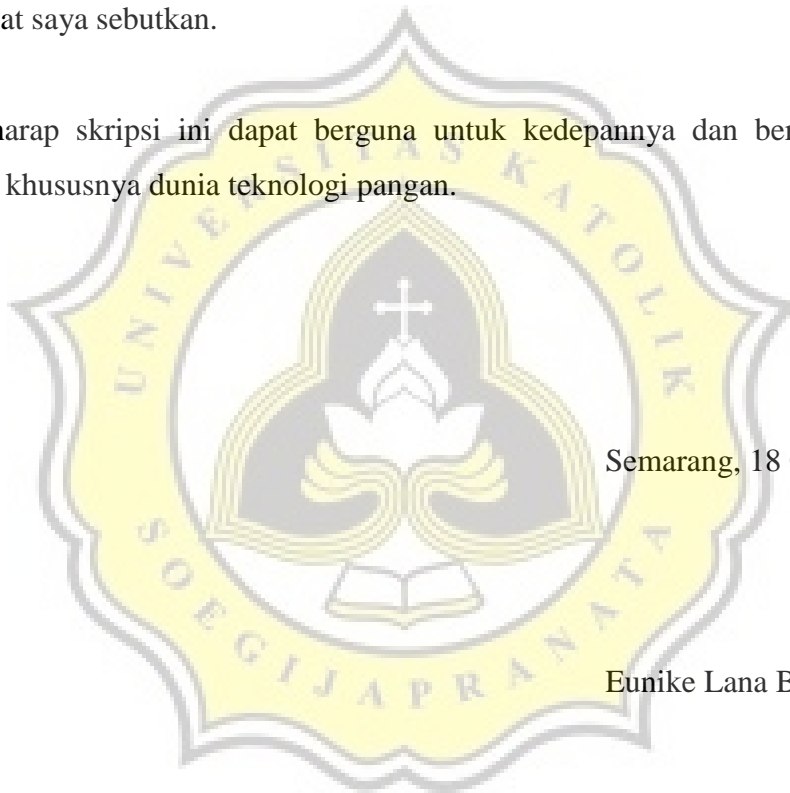 at saya sebutkan.
arap skripsi ini dapat berguna untuk kedepannya dan ber
khususnya dunia teknologi pangan.
UNIVERSITAS KATOLIK
Semarang, 18
SOEGIJAPRANATA
Eunike Lana B